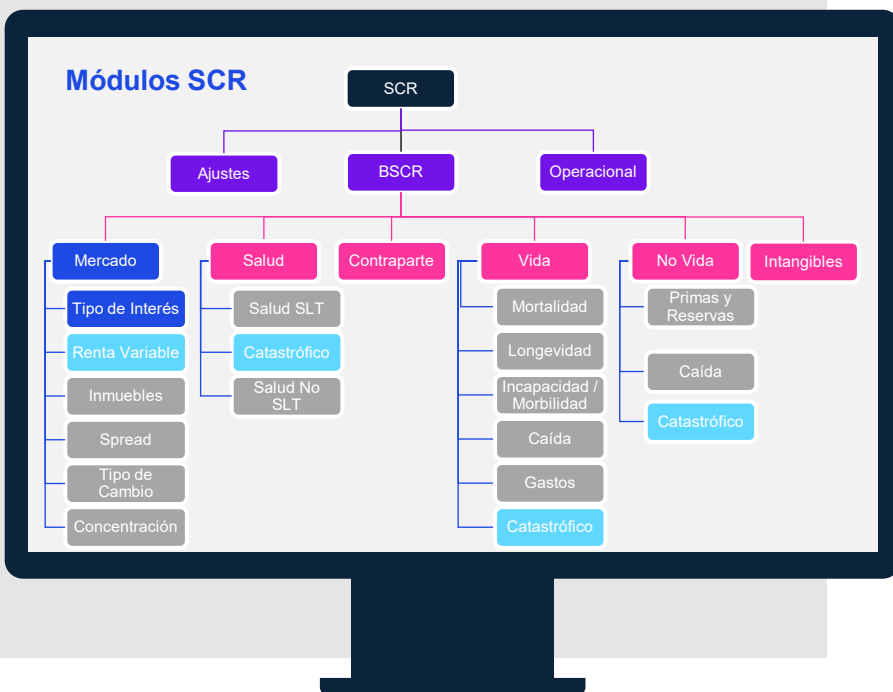 Módulos SCR
SCR
Ajustes
BSCR
Operacional
Mercado
Salud
Contraparte
Vida
No Vida
Intangibles
Tipo de Interés
Renta Variable
Inmuebles
Spread
Tipo de
Cambio
Concentración
Salud SLT
Catastrófico
Salud No
SLT
Mortalidad
Longevidad
Incapacidad /
Morbilidad
Caída
Gastos
Catastrófico
Primas y
Reservas
Caída
Catastrófico